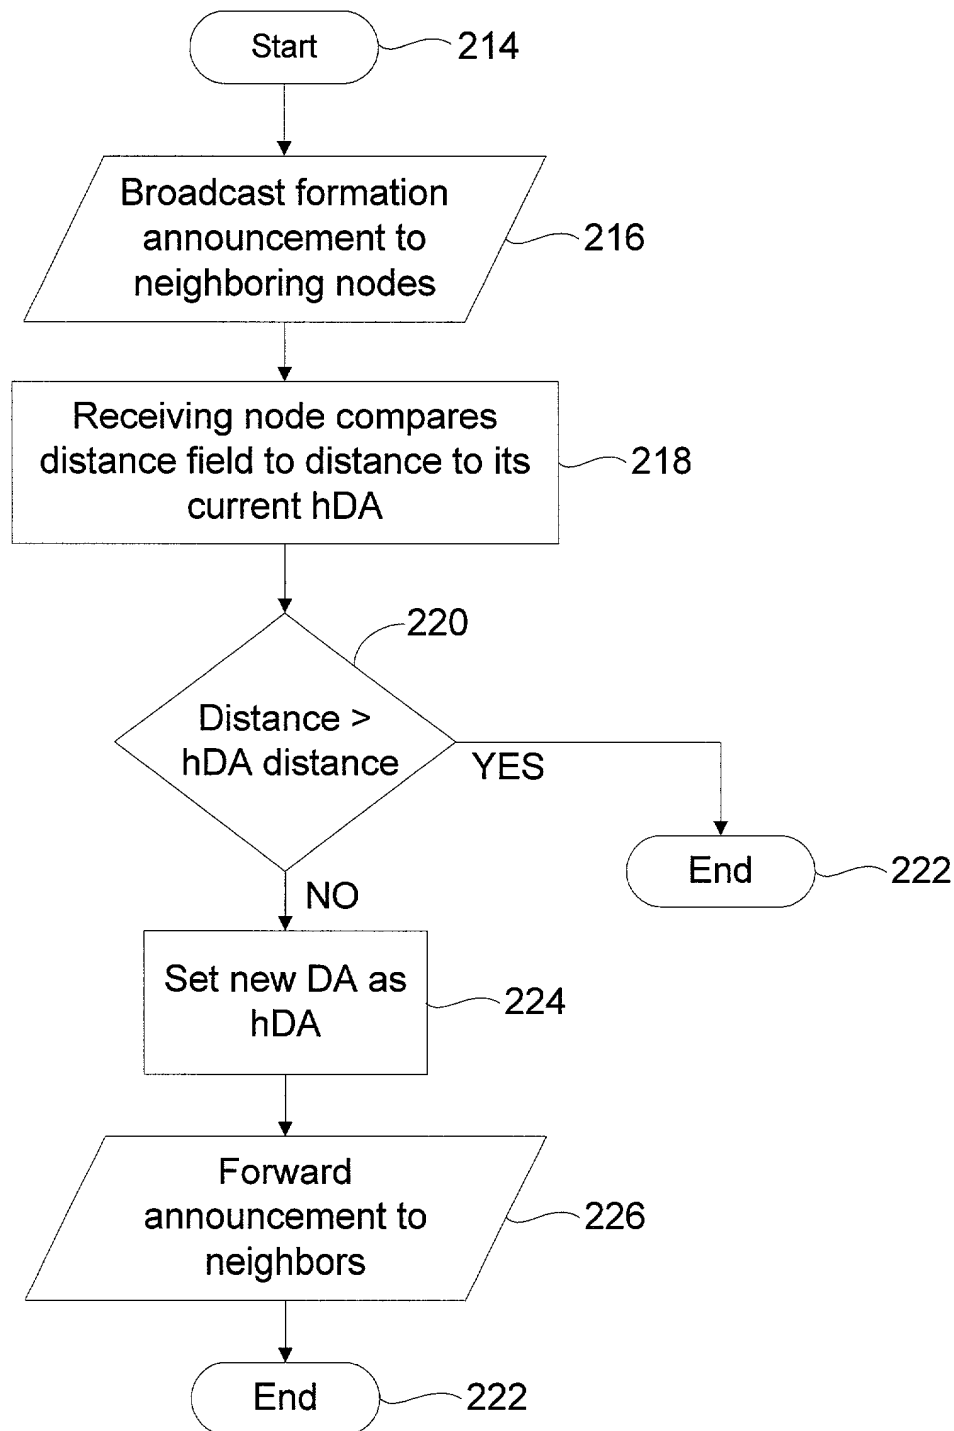 Start
214
Broadcast formation
announcement to
neighboring nodes
216
Receiving node compares
distance field to distance to its
current hDA
218
220
Distance >
hDA distance
YES
End
222
NO
Set new DA as
hDA
224
Forward
announcement to
neighbors
226
End
222